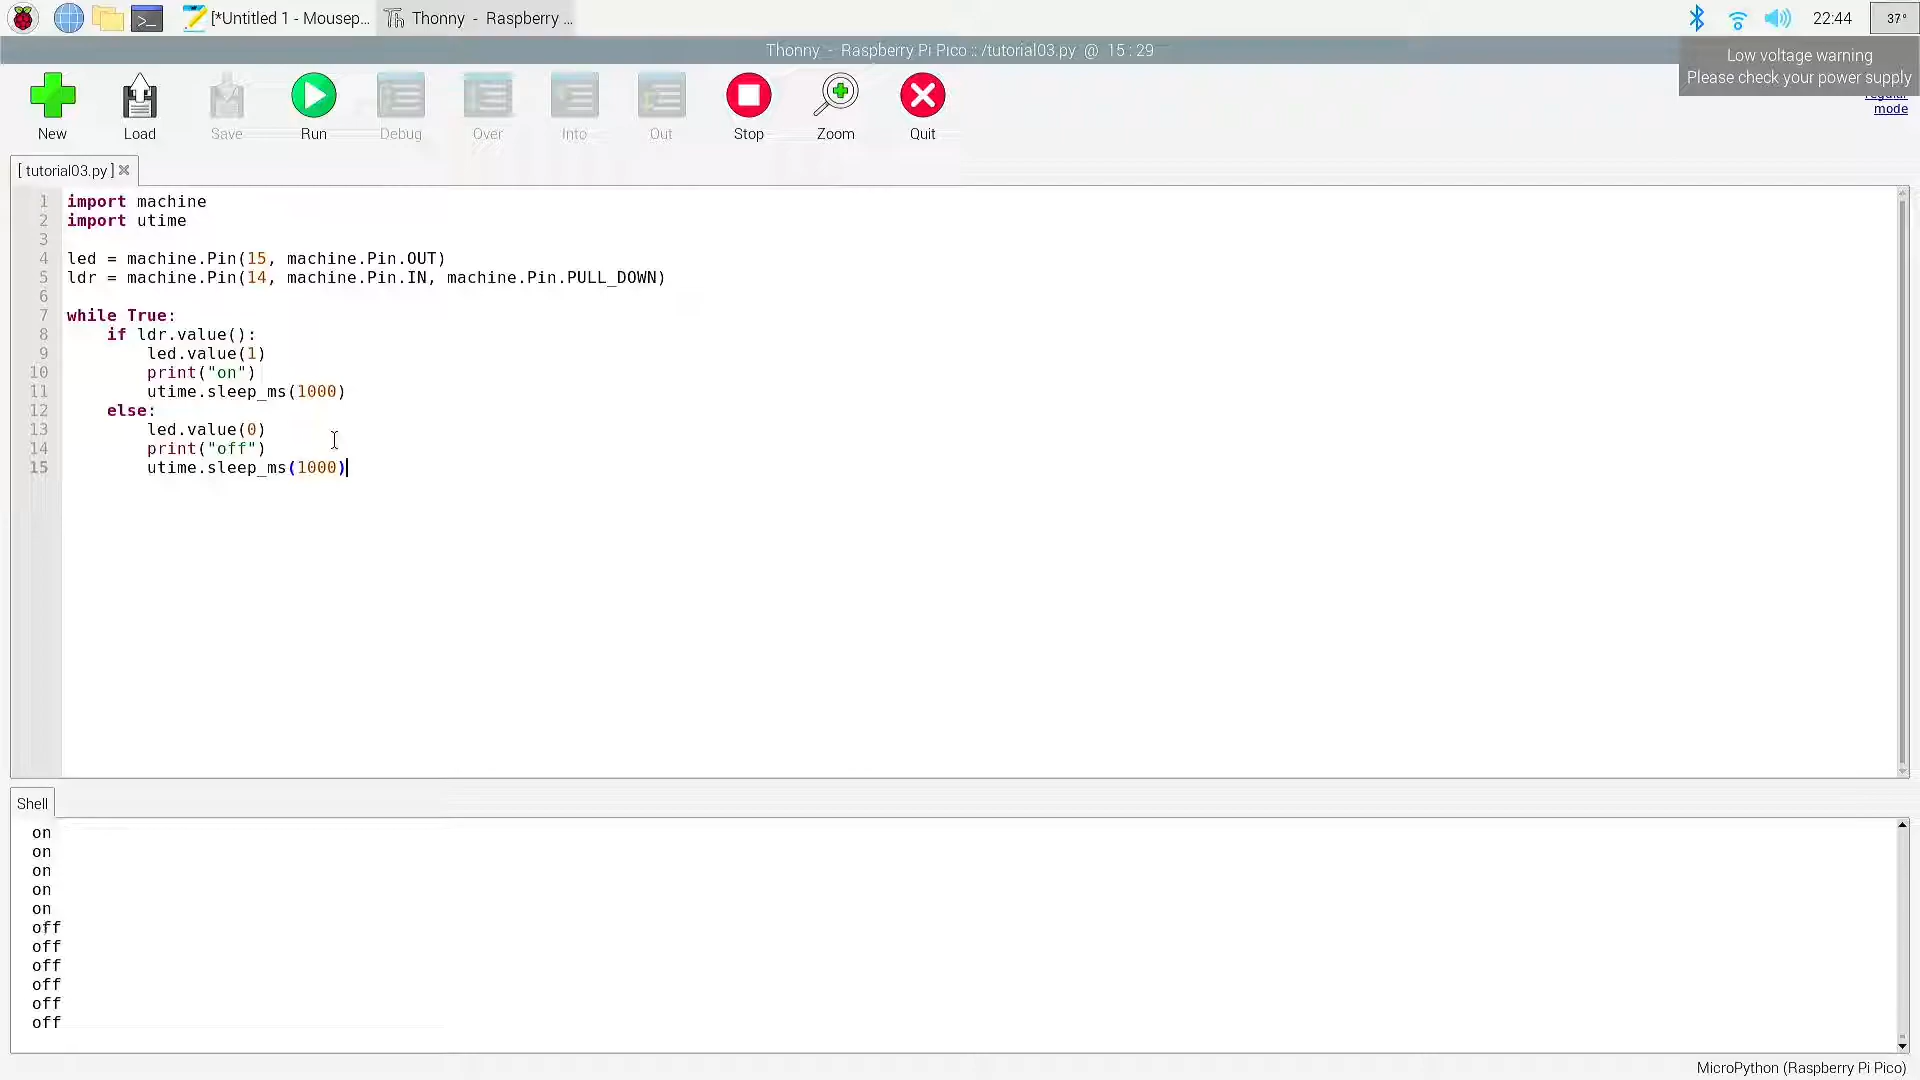 [*Untitled 1 - Mousep... Thonny - Raspberry ... 22:44 37°
Thonny - Raspberry Pi Pico :: /tutorial03.py @ 15 : 29
Low voltage warning
Please check your power supply
regular
mode
New Load Save Run Debug Over Into Out Stop Zoom Quit
[ tutorial03.py ]
1 import machine
2 import utime
3
4 led = machine.Pin(15, machine.Pin.OUT)
5 ldr = machine.Pin(14, machine.Pin.IN, machine.Pin.PULL_DOWN)
6
7 while True:
8     if ldr.value():
9         led.value(1)
10         print("on")
11         utime.sleep_ms(1000)
12     else:
13         led.value(0)
14         print("off")
15         utime.sleep_ms(1000)
Shell
on
on
on
on
on
off
off
off
off
off
off
MicroPython (Raspberry Pi Pico)